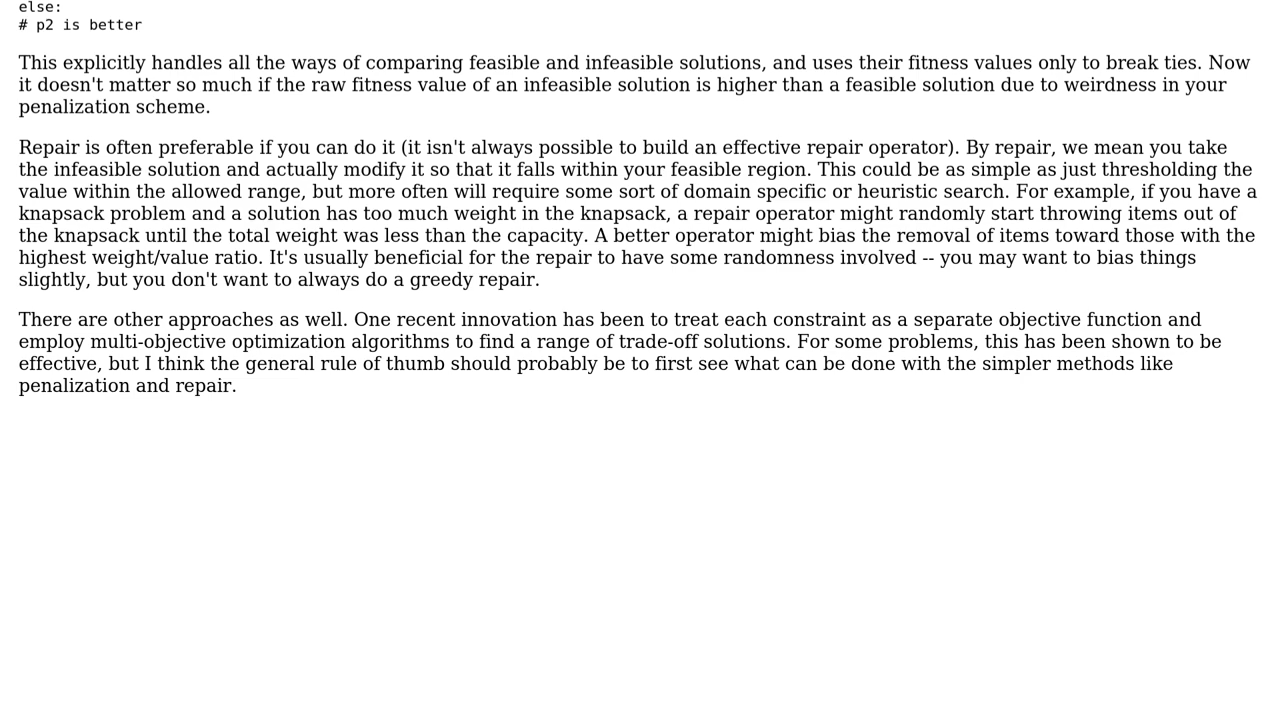 else:
# p2 is better
This explicitly handles all the ways of comparing feasible and infeasible solutions, and uses their fitness values only to break ties. Now
it doesn't matter so much if the raw fitness value of an infeasible solution is higher than a feasible solution due to weirdness in your
penalization scheme.
Repair is often preferable if you can do it (it isn't always possible to build an effective repair operator). By repair, we mean you take
the infeasible solution and actually modify it so that it falls within your feasible region. This could be as simple as just thresholding the
value within the allowed range, but more often will require some sort of domain specific or heuristic search. For example, if you have a
knapsack problem and a solution has too much weight in the knapsack, a repair operator might randomly start throwing items out of
the knapsack until the total weight was less than the capacity. A better operator might bias the removal of items toward those with the
highest weight/value ratio. It's usually beneficial for the repair to have some randomness involved -- you may want to bias things
slightly, but you don't want to always do a greedy repair.
There are other approaches as well. One recent innovation has been to treat each constraint as a separate objective function and
employ multi-objective optimization algorithms to find a range of trade-off solutions. For some problems, this has been shown to be
effective, but I think the general rule of thumb should probably be to first see what can be done with the simpler methods like
penalization and repair.